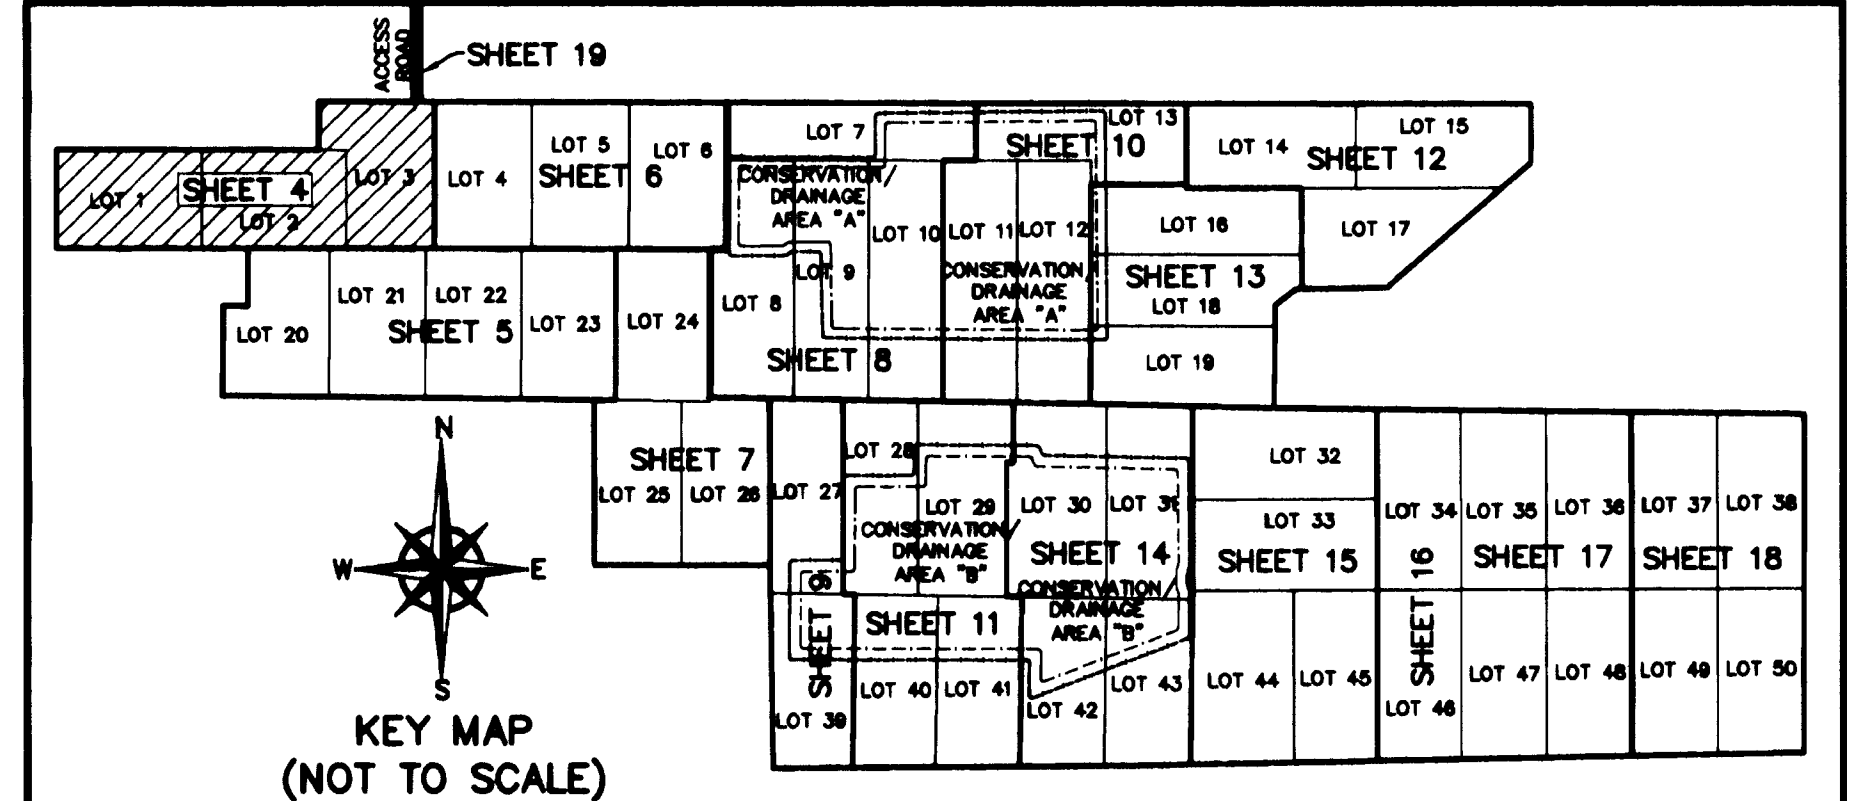 ACCESS
ROAD
SHEET 19
LOT 1
SHEET 4
LOT 2
LOT 3
LOT 4
LOT 5
SHEET 6
LOT 6
LOT 7
CONSERVATION/
DRAINAGE
AREA "A"
SHEET 10
LOT 13
LOT 14
LOT 15
SHEET 12
LOT 16
LOT 17
LOT 10
LOT 11
LOT 12
LOT 9
LOT 8
CONSERVATION/
DRAINAGE
AREA "A"
SHEET 13
LOT 18
LOT 19
LOT 20
LOT 21
LOT 22
SHEET 5
LOT 23
LOT 24
SHEET 8
SHEET 7
LOT 25
LOT 26
LOT 27
LOT 28
LOT 29
CONSERVATION/
DRAINAGE
AREA "B"
LOT 30
LOT 31
SHEET 14
CONSERVATION/
DRAINAGE
AREA "B"
LOT 32
LOT 33
SHEET 15
LOT 34
LOT 35
LOT 36
LOT 37
LOT 38
SHEET 16
SHEET 17
SHEET 18
SHEET 9
SHEET 11
LOT 39
LOT 40
LOT 41
LOT 42
LOT 43
LOT 44
LOT 45
LOT 46
LOT 47
LOT 48
LOT 49
LOT 50
N
W
E
S
KEY MAP
(NOT TO SCALE)